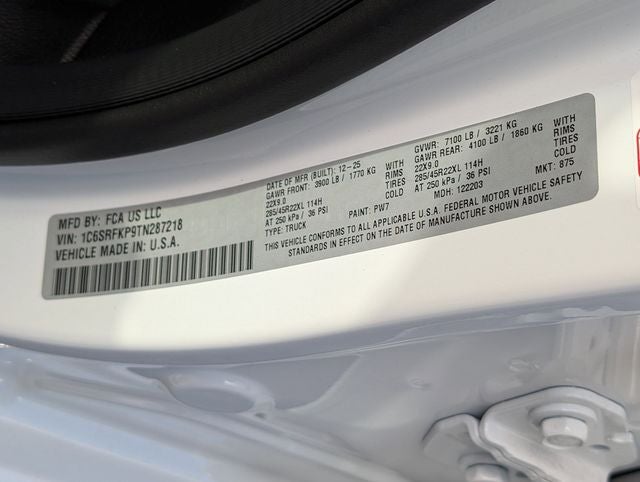 MFD BY: FCA US LLC
VIN: 1C6SRFKP9TN287218
VEHICLE MADE IN U.S.A.
DATE OF MFR (BUILT): 12-25
GAWR FRONT: 3900 LB / 1770 KG WITH
22X9.0 RIMS
285/45R22XL 114H TIRES
AT 250 kPa / 36 PSI COLD
TYPE: TRUCK PAINT: PW7
GVWR: 7100 LB / 3221 KG
GAWR REAR: 4100 LB / 1860 KG WITH
22X9.0 RIMS
285/45R22XL 114H TIRES
AT 250 kPa / 36 PSI COLD
MDH: 122203 MKT: 875
THIS VEHICLE CONFORMS TO ALL APPLICABLE U.S.A. FEDERAL MOTOR VEHICLE SAFETY
STANDARDS IN EFFECT ON THE DATE OF MANUFACTURE SHOWN ABOVE.